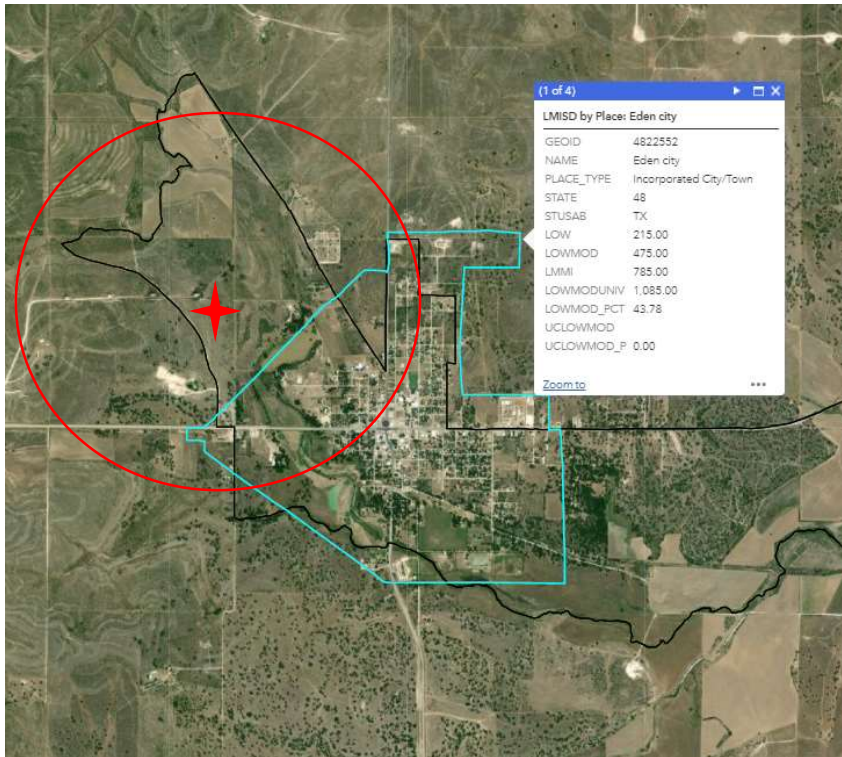 (1 of 4)
LMISD by Place: Eden city
GEOID 4822552
NAME Eden city
PLACE_TYPE Incorporated City/Town
STATE 48
STUSAB TX
LOW 215.00
LOWMOD 475.00
LMMI 785.00
LOWMODUNIV 1,085.00
LOWMOD_PCT 43.78
UCLOWMOD
UCLOWMOD_P 0.00
Zoom to